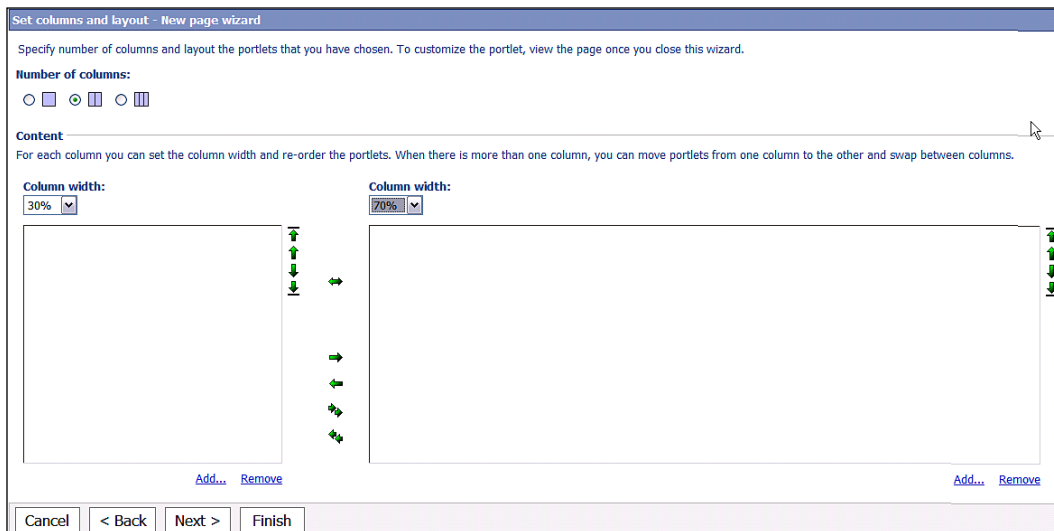 Set columns and layout - New page wizard
Specify number of columns and layout the portlets that you have chosen. To customize the portlet, view the page once you close this wizard.
Number of columns:
Content
For each column you can set the column width and re-order the portlets. When there is more than one column, you can move portlets from one column to the other and swap between columns.
Column width: Column width:
30% 70%
Add... Remove Add... Remove
Cancel < Back Next > Finish